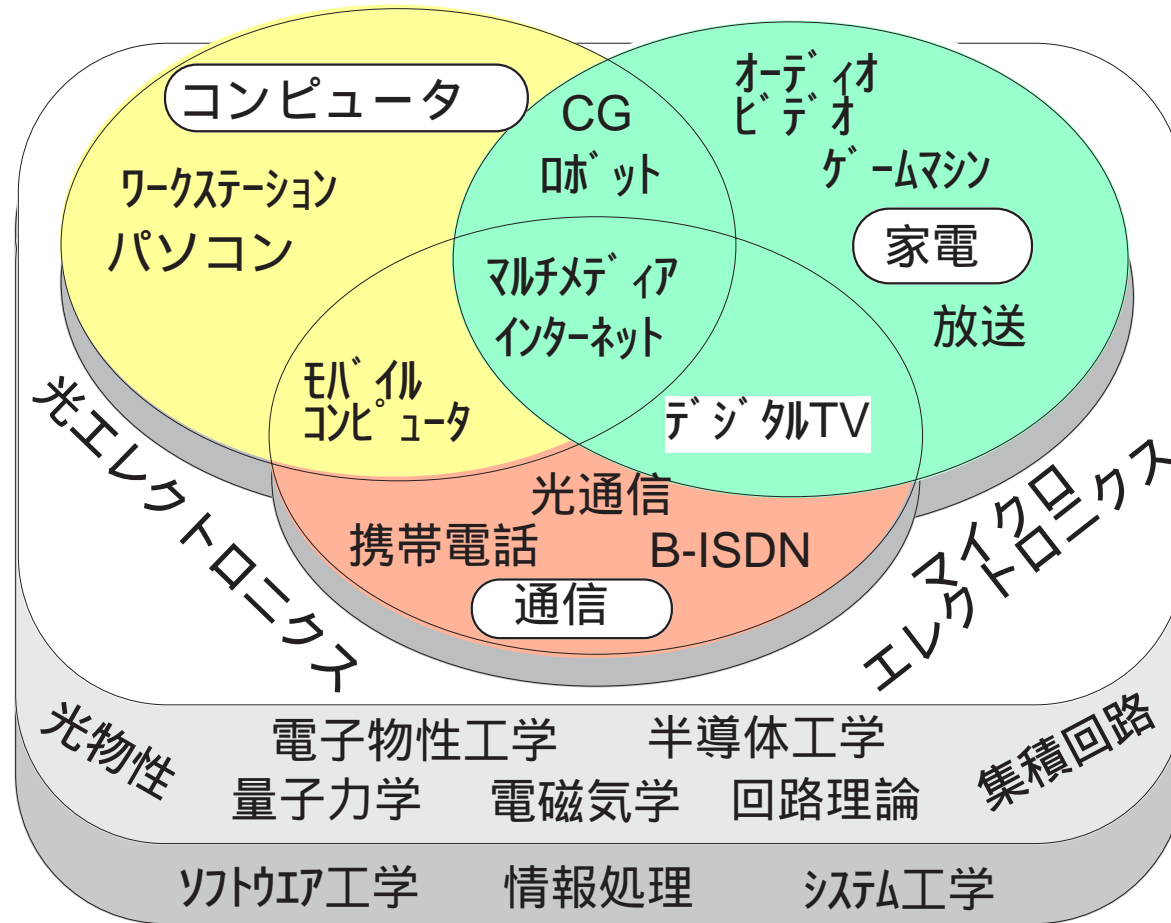 コンピュータ
オーディオ
ビデオ
CG
ロボット
ゲームマシン
ワークステーション
パソコン
家電
マルチメディア
インターネット
放送
モバイル
コンピュータ
デジタルTV
光通信
携帯電話
B-ISDN
通信
光エレクトロニクス
マイクロ
エレクトロニクス
光物性
電子物性工学
半導体工学
集積回路
量子力学
電磁気学
回路理論
ソフトウエア工学
情報処理
システム工学